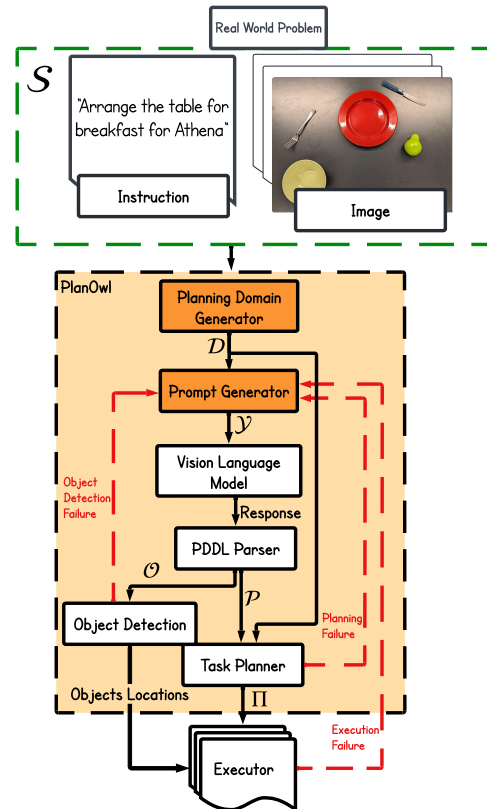 Real World Problem
S
"Arrange the table for
breakfast for Athena"
Instruction
Image
PlanOwl
Planning Domain
Generator
D
Prompt Generator
Y
Object
Detection
Failure
Vision Language
Model
Response
PDDL Parser
O
P
Object Detection
Planning
Failure
Task Planner
Objects Locations
Π
Execution
Failure
Executor